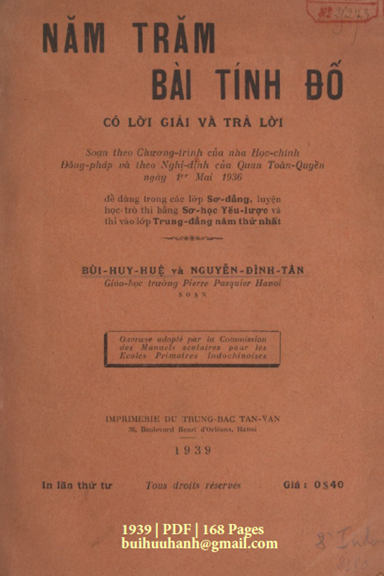 NĂM TRĂM
BÀI TÍNH ĐỐ
CÓ LỜI GIẢI VÀ TRẢ LỜI
Soạn theo Chương-trình của nha Học-chính
Đông-pháp và theo Nghị-định của Quan Toàn-Quyền
ngày 1er Mai 1936
để dùng trong các lớp Sơ-đẳng, luyện
học-trò thi bằng Sơ-học Yếu-lược và
thi vào lớp Trung-đẳng năm thứ nhất
BÙI-HUY-HUỆ và NGUYỄN-ĐÌNH-TÂN
Giáo-học trường Pierre Pasquier Hanoi
SOẠN
Ouvrage adopté par la Commission
des Manuels scolaires pour les
Ecoles Primaires Indochinoises
IMPRIMERIE DU TRUNG-BAC TAN-VAN
36, Boulevard Henri d'Orléans, Hanoi
1939
In lần thứ tư
Tous droits réservés
Giá : 0$40
1939 | PDF | 168 Pages
buihuuhanh@gmail.com